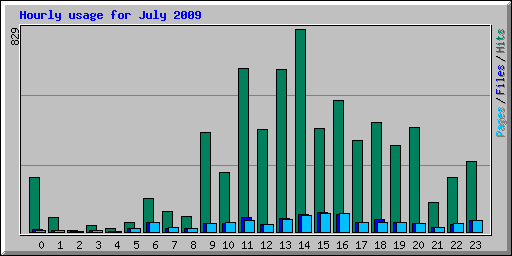 Hourly usage for July 2009
829
Pages / Files / Hits
0 1 2 3 4 5 6 7 8 9 10 11 12 13 14 15 16 17 18 19 20 21 22 23